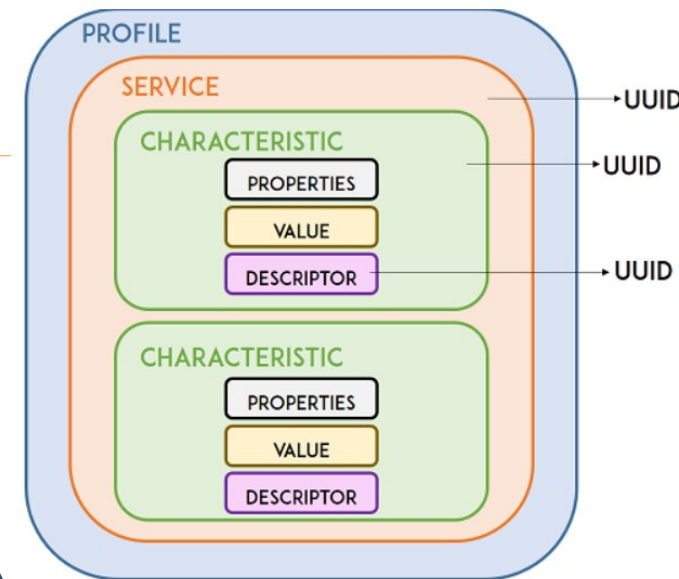 PROFILE
SERVICE
UUID
CHARACTERISTIC
UUID
PROPERTIES
VALUE
DESCRIPTOR
UUID
CHARACTERISTIC
PROPERTIES
VALUE
DESCRIPTOR